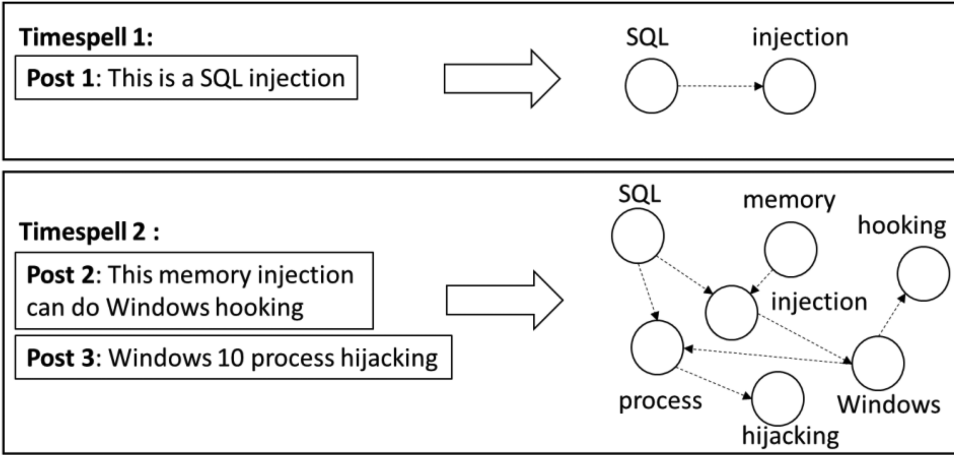 Timespell 1:
Post 1: This is a SQL injection
SQL
injection
Timespell 2 :
Post 2: This memory injection
can do Windows hooking
Post 3: Windows 10 process hijacking
SQL
memory
hooking
injection
process
Windows
hijacking